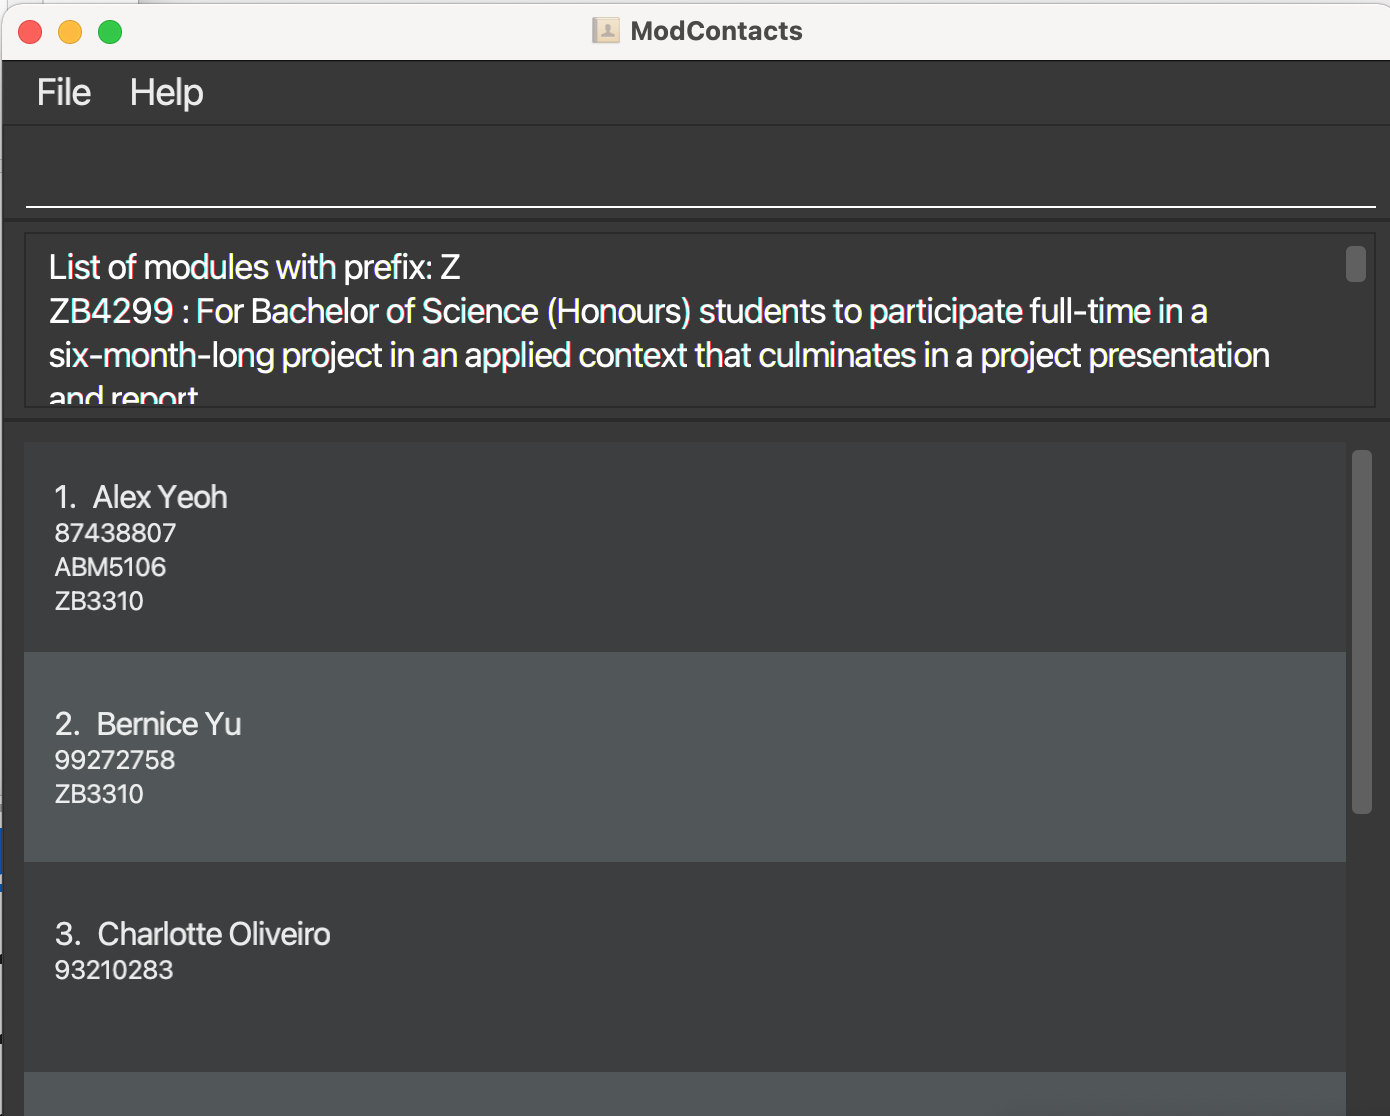 ModContacts
File Help
List of modules with prefix: Z
ZB4299 : For Bachelor of Science (Honours) students to participate full-time in a
six-month-long project in an applied context that culminates in a project presentation
and report
1. Alex Yeoh
87438807
ABM5106
ZB3310
2. Bernice Yu
99272758
ZB3310
3. Charlotte Oliveiro
93210283